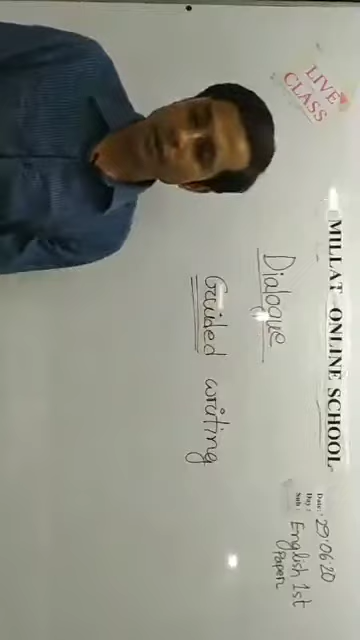 LIVE
CLASS
MILLAT ONLINE SCHOOL
Date: 29.06.20
Day:
Sub: English 1st
Paper
Dialogue
Guided writing